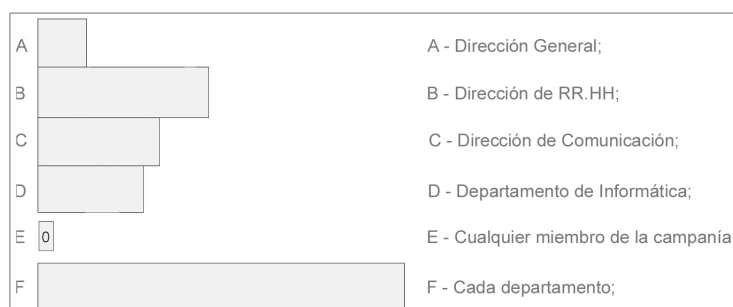 A
A - Dirección General;
B
B - Dirección de RR.HH;
C
C - Dirección de Comunicación;
D
D - Departamento de Informática;
E
0
E - Cualquier miembro de la campanía
F
F - Cada departamento;